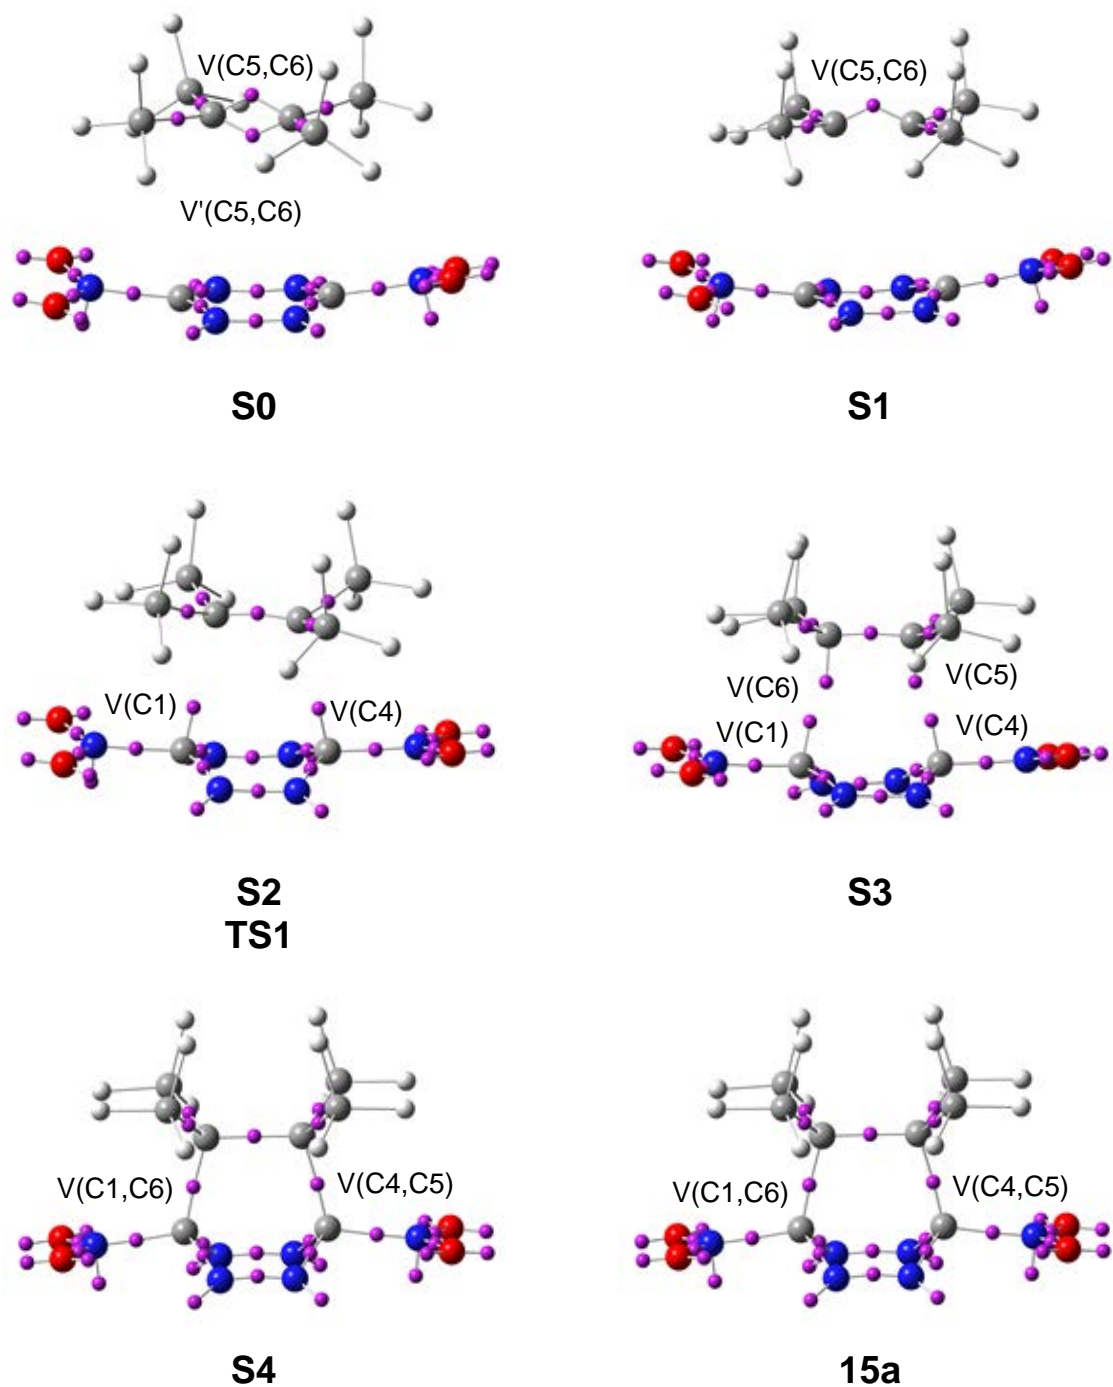 V(C5,C6)
V'(C5,C6)
S0
V(C5,C6)
S1
V(C1)
V(C4)
S2
TS1
V(C6)
V(C5)
V(C1)
V(C4)
S3
V(C1,C6)
V(C4,C5)
S4
V(C1,C6)
V(C4,C5)
15a